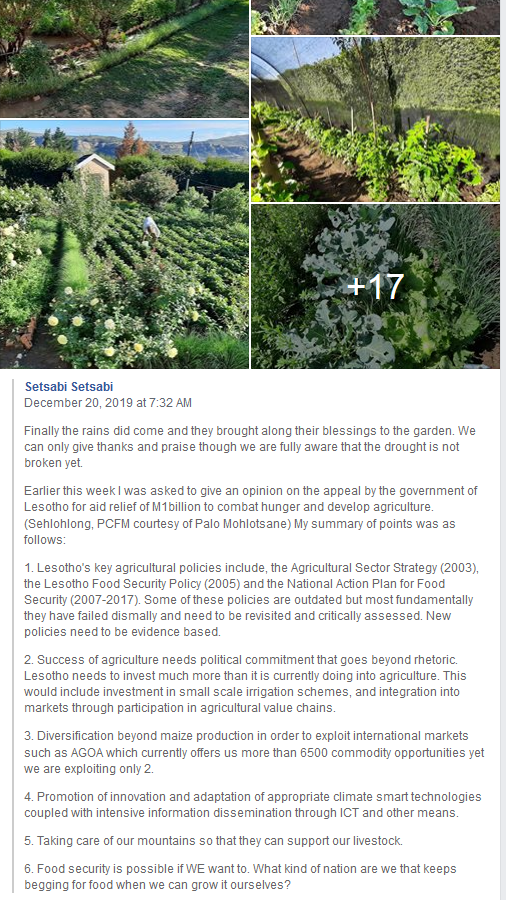 +17
Setsabi Setsabi
December 20, 2019 at 7:32 AM
Finally the rains did come and they brought along their blessings to the garden. We
can only give thanks and praise though we are fully aware that the drought is not
broken yet.
Earlier this week I was asked to give an opinion on the appeal by the government of
Lesotho for aid relief of M1billion to combat hunger and develop agriculture.
(Sehlohlong, PCFM courtesy of Palo Mohlotsane) My summary of points was as
follows:
1. Lesotho's key agricultural policies include, the Agricultural Sector Strategy (2003),
the Lesotho Food Security Policy (2005) and the National Action Plan for Food
Security (2007-2017). Some of these policies are outdated but most fundamentally
they have failed dismally and need to be revisited and critically assessed. New
policies need to be evidence based.
2. Success of agriculture needs political commitment that goes beyond rhetoric.
Lesotho needs to invest much more than it is currently doing into agriculture. This
would include investment in small scale irrigation schemes, and integration into
markets through participation in agricultural value chains.
3. Diversification beyond maize production in order to exploit international markets
such as AGOA which currently offers us more than 6500 commodity opportunities yet
we are exploiting only 2.
4. Promotion of innovation and adaptation of appropriate climate smart technologies
coupled with intensive information dissemination through ICT and other means.
5. Taking care of our mountains so that they can support our livestock.
6. Food security is possible if WE want to. What kind of nation are we that keeps
begging for food when we can grow it ourselves?